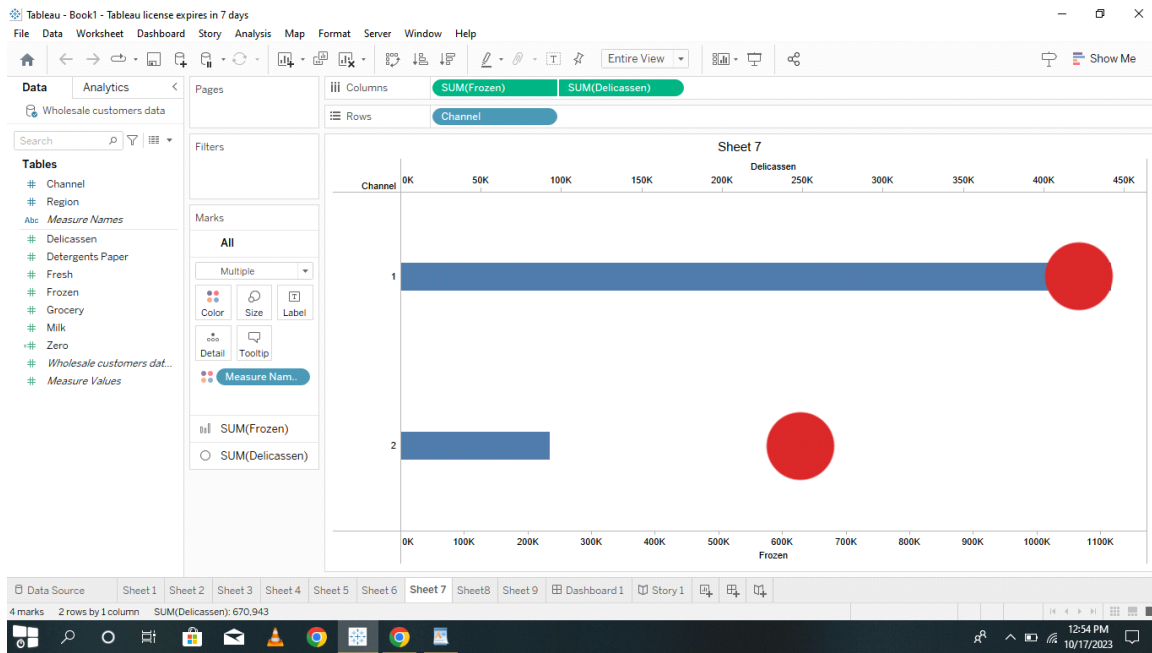 Tableau - Book1 - Tableau license expires in 7 days
File Data Worksheet Dashboard Story Analysis Map Format Server Window Help
Entire View
Show Me
Data Analytics
Wholesale customers data
Search
Tables
Channel
Region
Abc Measure Names
Delicassen
Detergents Paper
Fresh
Frozen
Grocery
Milk
Zero
Wholesale customers dat...
Measure Values
Pages
Filters
Marks
All
Multiple
Color Size Label
Detail Tooltip
Measure Nam..
SUM(Frozen)
SUM(Delicassen)
Columns SUM(Frozen) SUM(Delicassen)
Rows Channel
Sheet 7
Delicassen
Channel 0K 50K 100K 150K 200K 250K 300K 350K 400K 450K
1
2
0K 100K 200K 300K 400K 500K 600K 700K 800K 900K 1000K 1100K
Frozen
Data Source Sheet 1 Sheet 2 Sheet 3 Sheet 4 Sheet 5 Sheet 6 Sheet 7 Sheet8 Sheet 9 Dashboard 1 Story 1
4 marks 2 rows by 1 column SUM(Delicassen): 670,943
12:54 PM
10/17/2023